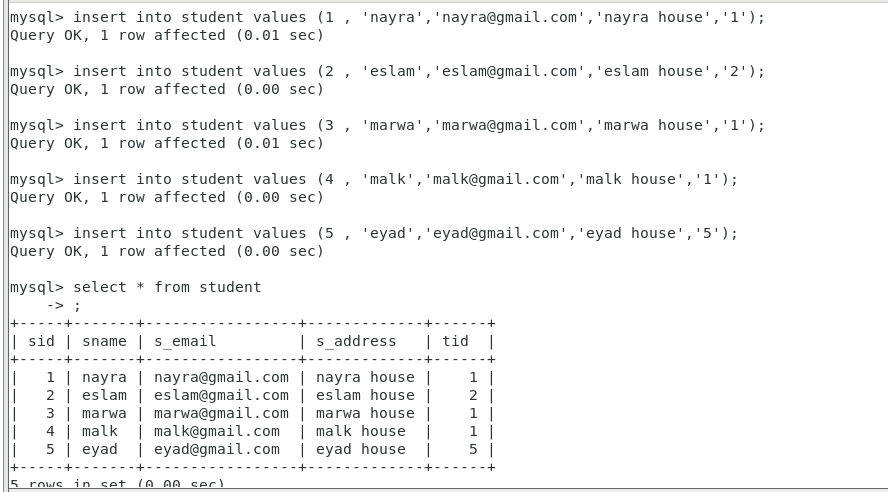 mysql> insert into student values (1 , 'nayra','nayra@gmail.com','nayra house','1');
Query OK, 1 row affected (0.01 sec)
mysql> insert into student values (2 , 'eslam','eslam@gmail.com','eslam house','2');
Query OK, 1 row affected (0.00 sec)
mysql> insert into student values (3 , 'marwa','marwa@gmail.com','marwa house','1');
Query OK, 1 row affected (0.01 sec)
mysql> insert into student values (4 , 'malk','malk@gmail.com','malk house','1');
Query OK, 1 row affected (0.00 sec)
mysql> insert into student values (5 , 'eyad','eyad@gmail.com','eyad house','5');
Query OK, 1 row affected (0.00 sec)
mysql> select * from student
    -> ;
+-----+-------+-----------------+-------------+------+
| sid | sname | s_email         | s_address   | tid  |
+-----+-------+-----------------+-------------+------+
|   1 | nayra | nayra@gmail.com | nayra house |    1 |
|   2 | eslam | eslam@gmail.com | eslam house |    2 |
|   3 | marwa | marwa@gmail.com | marwa house |    1 |
|   4 | malk  | malk@gmail.com  | malk house  |    1 |
|   5 | eyad  | eyad@gmail.com  | eyad house  |    5 |
+-----+-------+-----------------+-------------+------+
5 rows in set (0.00 sec)